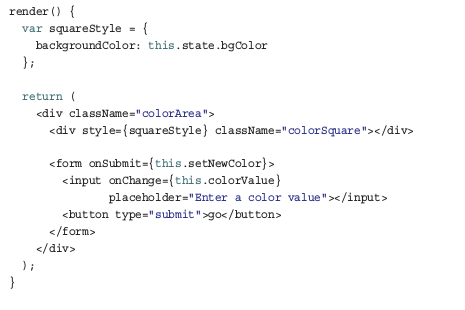 render() {
  var squareStyle = {
    backgroundColor: this.state.bgColor
  };

  return (
    <div className="colorArea">
      <div style={squareStyle} className="colorSquare"></div>

      <form onSubmit={this.setNewColor}>
        <input onChange={this.colorValue}
               placeholder="Enter a color value"></input>
        <button type="submit">go</button>
      </form>
    </div>
  );
}